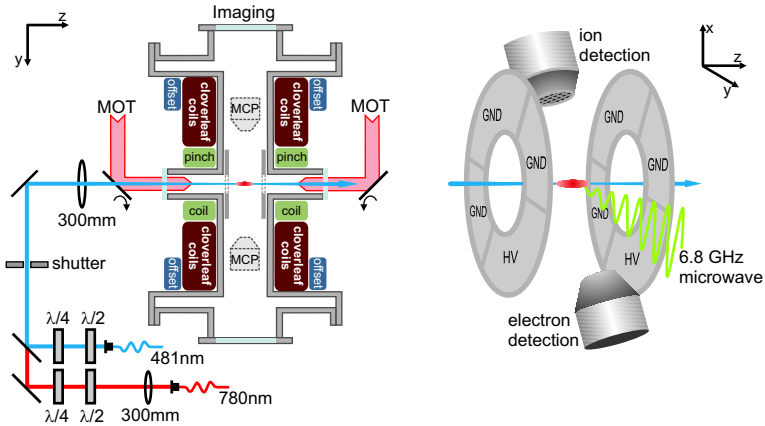 Imaging
z
y
MOT
offset
cloverleaf
coils
MCP
cloverleaf
coils
offset
MOT
pinch
pinch
300mm
coil
coil
shutter
offset
cloverleaf
coils
MCP
cloverleaf
coils
offset
λ/4
λ/2
481nm
λ/4
λ/2
300mm
780nm
ion
detection
x
z
y
GND
GND
GND
GND
GND
GND
HV
HV
6.8 GHz
microwave
electron
detection